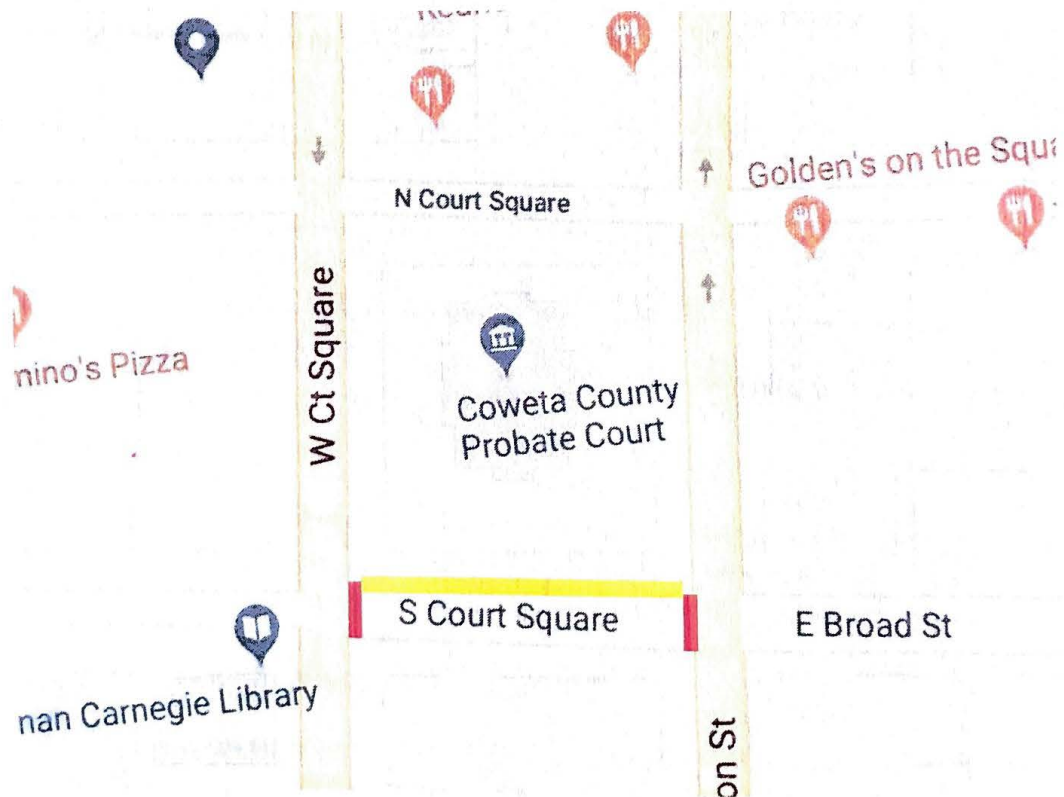 N Court Square
Golden's on the Squa
W Ct Square
nino's Pizza
Coweta County
Probate Court
S Court Square
E Broad St
nan Carnegie Library
on St